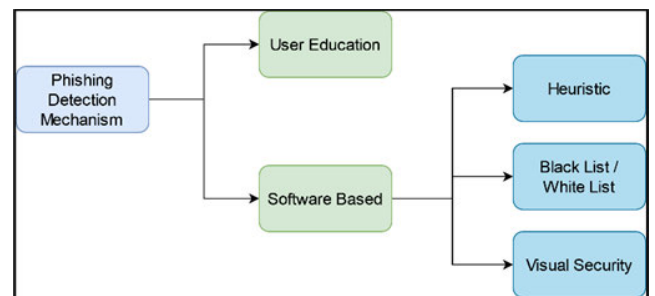 Phishing
Detection
Mechanism
User Education
Software Based
Heuristic
Black List /
White List
Visual Security